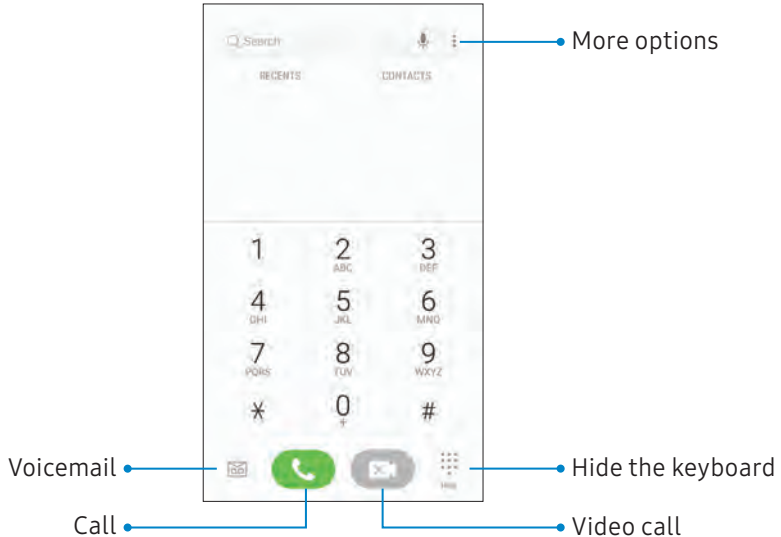 Search
More options
RECENTS CONTACTS
1 2 3
ABC DEF
4 5 6
GHI JKL MNO
7 8 9
PQRS TUV WXYZ
* 0 #
+
Voicemail
Hide
Hide the keyboard
Call
Video call